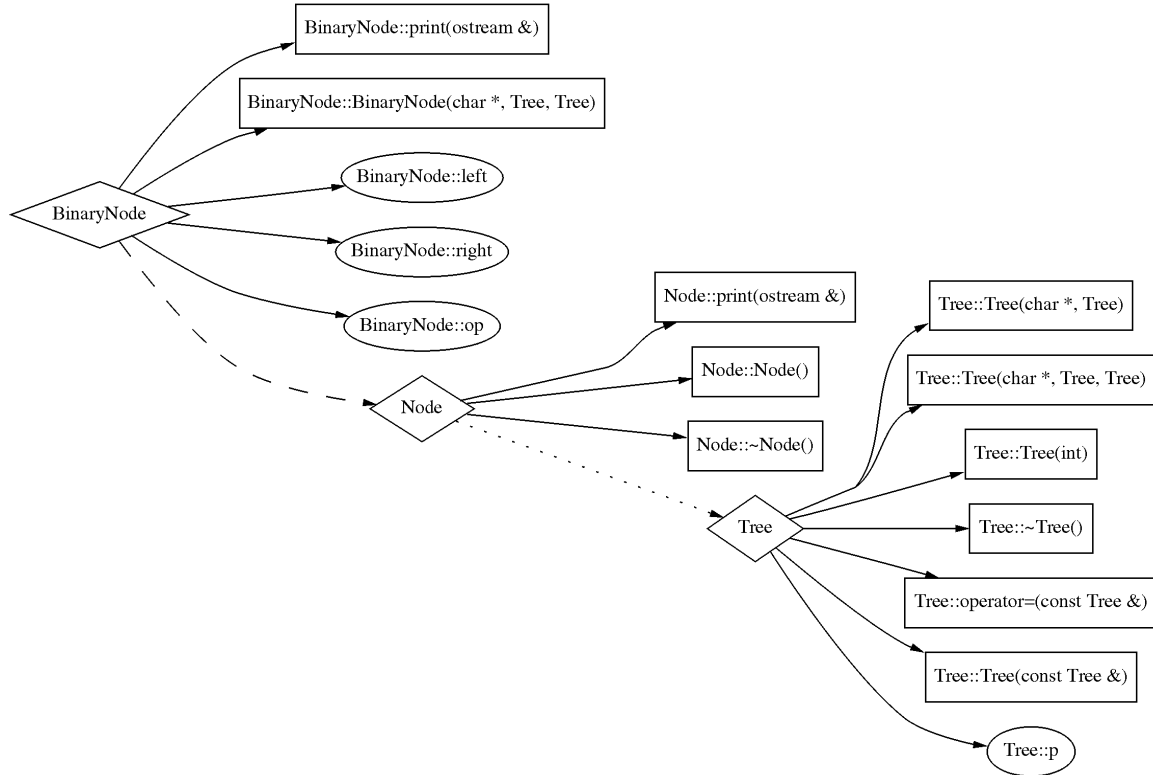 BinaryNode::print(ostream &)
BinaryNode::BinaryNode(char *, Tree, Tree)
BinaryNode::left
BinaryNode
BinaryNode::right
BinaryNode::op
Node::print(ostream &)
Tree::Tree(char *, Tree)
Node::Node()
Tree::Tree(char *, Tree, Tree)
Node
Node::~Node()
Tree::Tree(int)
Tree
Tree::~Tree()
Tree::operator=(const Tree &)
Tree::Tree(const Tree &)
Tree::p